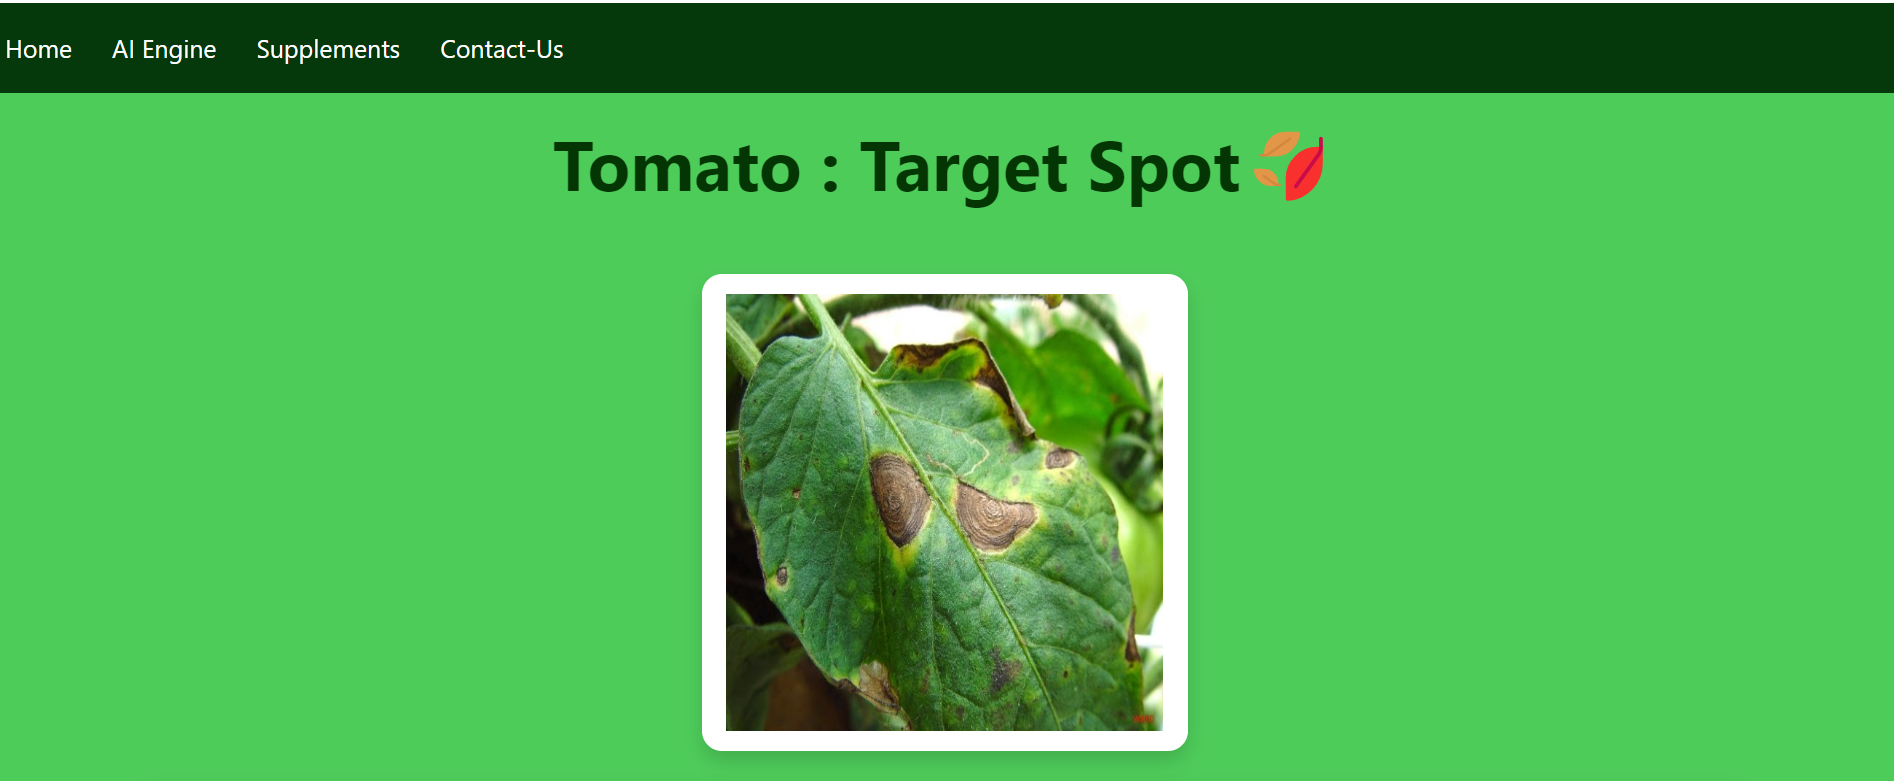 Home AI Engine Supplements Contact-Us
Tomato : Target Spot